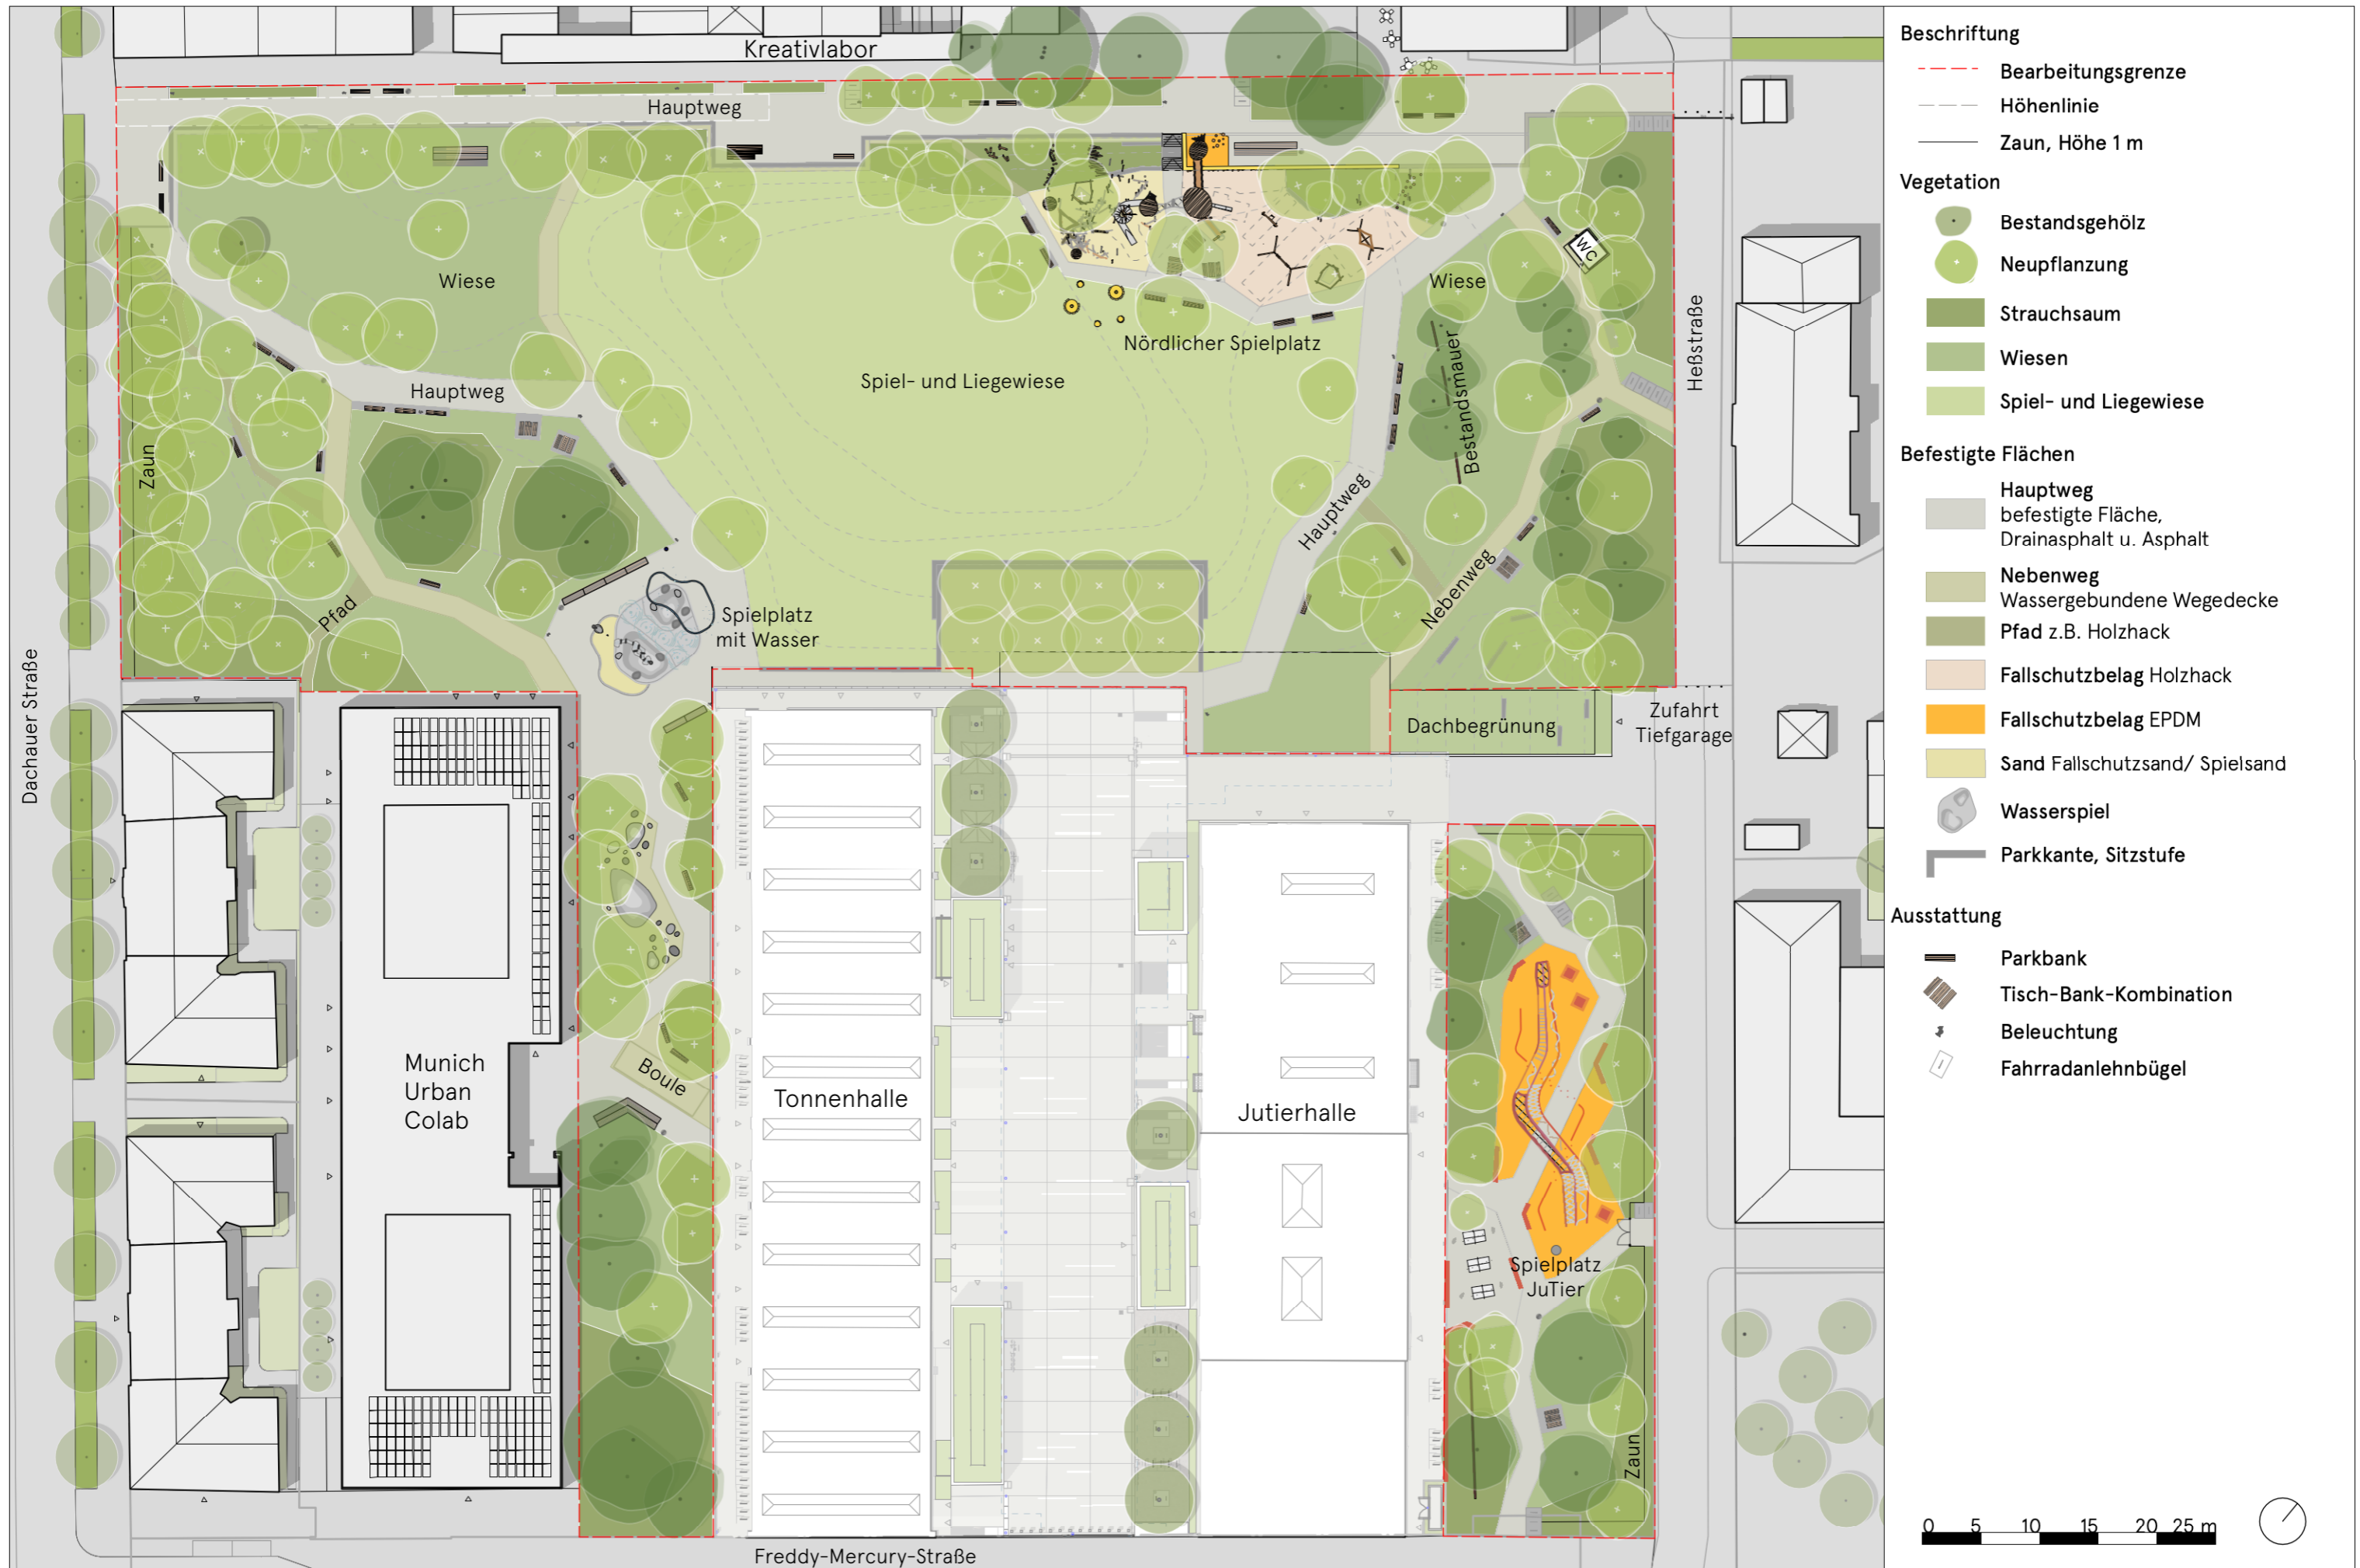 Kreativlabor
Hauptweg
Wiese
Hauptweg
Zaun
Pfad
Spiel- und Liegewiese
Nördlicher Spielplatz
Wiese
WC
Bestandsmauer
Heßstraße
Hauptweg
Nebenweg
Spielplatz
mit Wasser
Dachauer Straße
Dachbegrünung
Zufahrt
Tiefgarage
Munich
Urban
Colab
Boule
Tonnenhalle
Jutierhalle
Spielplatz
JuTier
Zaun
Freddy-Mercury-Straße
Beschriftung
Bearbeitungsgrenze
Höhenlinie
Zaun, Höhe 1 m
Vegetation
Bestandsgehölz
Neupflanzung
Strauchsaum
Wiesen
Spiel- und Liegewiese
Befestigte Flächen
Hauptweg
befestigte Fläche,
Drainasphalt u. Asphalt
Nebenweg
Wassergebundene Wegedecke
Pfad z.B. Holzhack
Fallschutzbelag Holzhack
Fallschutzbelag EPDM
Sand Fallschutzsand/ Spielsand
Wasserspiel
Parkkante, Sitzstufe
Ausstattung
Parkbank
Tisch-Bank-Kombination
Beleuchtung
Fahrradanlehnbügel
0 5 10 15 20 25 m